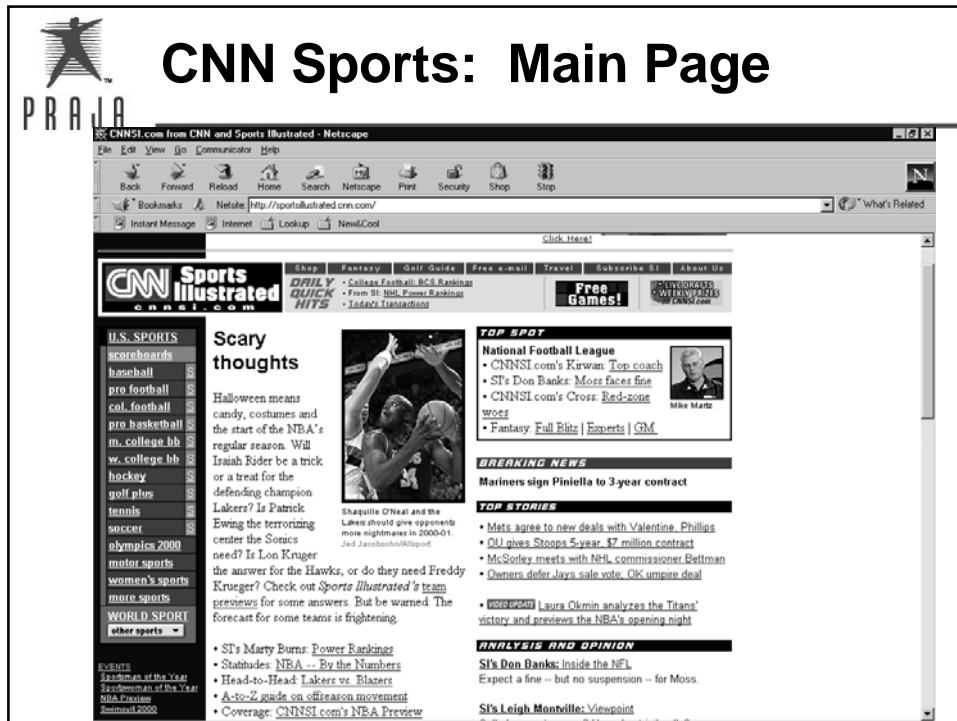 CNN Sports: Main Page
PRAJA
TM
CNNSI.com from CNN and Sports Illustrated - Netscape
File Edit View Go Communicator Help
Back Forward Reload Home Search Netscape Print Security Shop Stop
N
Bookmarks Netsite: http://sportsillustrated.cnn.com/ What's Related
Instant Message Internet Lookup New&Cool
Click Here!
CNN Sports Illustrated
cnnsi.com
Shop Fantasy Golf Guide Free e-mail Travel Subscribe SI About Us
DAILY QUICK HITS
• College Football: BCS Rankings
• From SI: NHL Power Rankings
• Today's Transactions
Free Games!
• LIVE DRAFTS
• WEEKLY PRIZES
on CNNSI.com
U.S. SPORTS
scoreboards
baseball S
pro football S
col. football S
pro basketball S
m. college bb S
w. college bb S
hockey S
golf plus S
tennis S
soccer S
olympics 2000
motor sports
women's sports
more sports
WORLD SPORT
other sports
EVENTS
Sportsman of the Year
Sportswoman of the Year
NBA Preview
Swimsuit 2000
Scary
thoughts
Halloween means
candy, costumes and
the start of the NBA's
regular season. Will
Isaiah Rider be a trick
or a treat for the
defending champion
Lakers? Is Patrick
Ewing the terrorizing
center the Sonics
need? Is Lon Kruger
the answer for the Hawks, or do they need Freddy
Krueger? Check out Sports Illustrated's team
previews for some answers. But be warned: The
forecast for some teams is frightening.
Shaquille O'Neal and the
Lakers should give opponents
more nightmares in 2000-01.
Jed Jacobsohn/Allsport
• SI's Marty Burns: Power Rankings
• Statitudes: NBA -- By the Numbers
• Head-to-Head: Lakers vs. Blazers
• A-to-Z guide on offseason movement
• Coverage: CNNSI.com's NBA Preview
TOP SPOT
National Football League
• CNNSI.com's Kirwan: Top coach
• SI's Don Banks: Moss faces fine
• CNNSI.com's Cross: Red-zone
woes
• Fantasy: Full Blitz | Experts | GM
Mike Martz
BREAKING NEWS
Mariners sign Piniella to 3-year contract
TOP STORIES
• Mets agree to new deals with Valentine, Phillips
• OU gives Stoops 5-year, $7 million contract
• McSorley meets with NHL commissioner Bettman
• Owners defer Jays sale vote, OK umpire deal
• VIDEO UPDATE Laura Okmin analyzes the Titans'
victory and previews the NBA's opening night
ANALYSIS AND OPINION
SI's Don Banks: Inside the NFL
Expect a fine -- but no suspension -- for Moss.
SI's Leigh Montville: Viewpoint